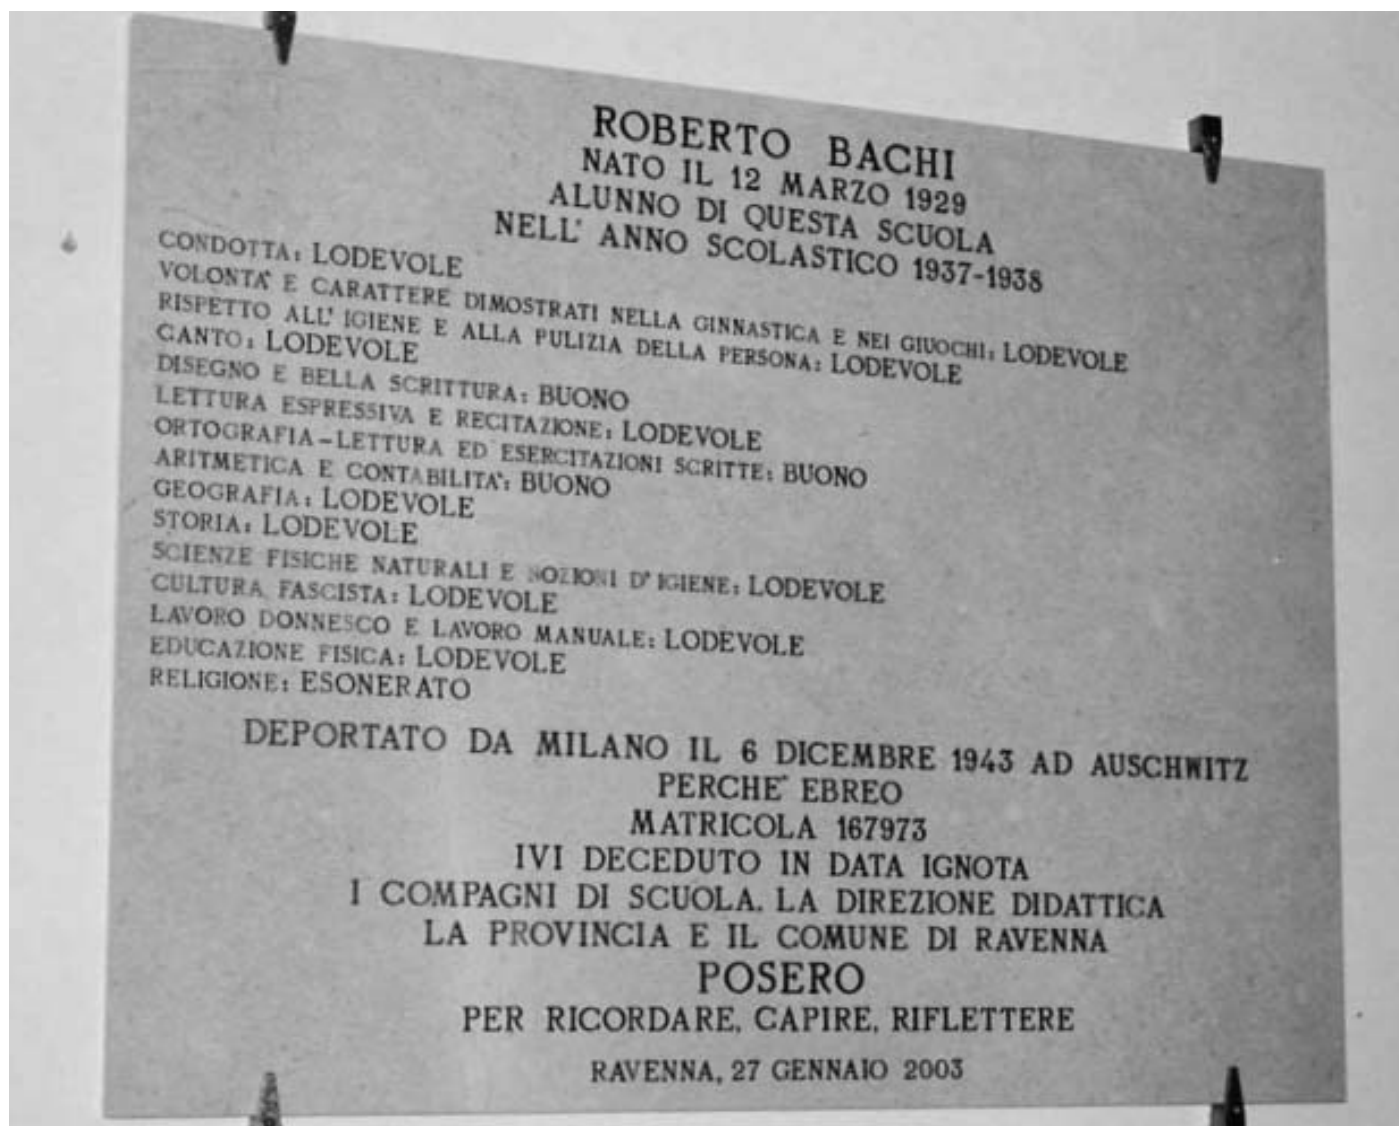 ROBERTO BACHI
NATO IL 12 MARZO 1929
ALUNNO DI QUESTA SCUOLA
NELL' ANNO SCOLASTICO 1937-1938
CONDOTTA: LODEVOLE
VOLONTA' E CARATTERE DIMOSTRATI NELLA GINNASTICA E NEI GIUOCHI: LODEVOLE
RISPETTO ALL' IGIENE E ALLA PULIZIA DELLA PERSONA: LODEVOLE
CANTO: LODEVOLE
DISEGNO E BELLA SCRITTURA: BUONO
LETTURA ESPRESSIVA E RECITAZIONE: LODEVOLE
ORTOGRAFIA-LETTURA ED ESERCITAZIONI SCRITTE: BUONO
ARITMETICA E CONTABILITA': BUONO
GEOGRAFIA: LODEVOLE
STORIA: LODEVOLE
SCIENZE FISICHE NATURALI E NOZIONI D' IGIENE: LODEVOLE
CULTURA FASCISTA: LODEVOLE
LAVORO DONNESCO E LAVORO MANUALE: LODEVOLE
EDUCAZIONE FISICA: LODEVOLE
RELIGIONE: ESONERATO
DEPORTATO DA MILANO IL 6 DICEMBRE 1943 AD AUSCHWITZ
PERCHE' EBREO
MATRICOLA 167973
IVI DECEDUTO IN DATA IGNOTA
I COMPAGNI DI SCUOLA, LA DIREZIONE DIDATTICA
LA PROVINCIA E IL COMUNE DI RAVENNA
POSERO
PER RICORDARE, CAPIRE, RIFLETTERE
RAVENNA, 27 GENNAIO 2003